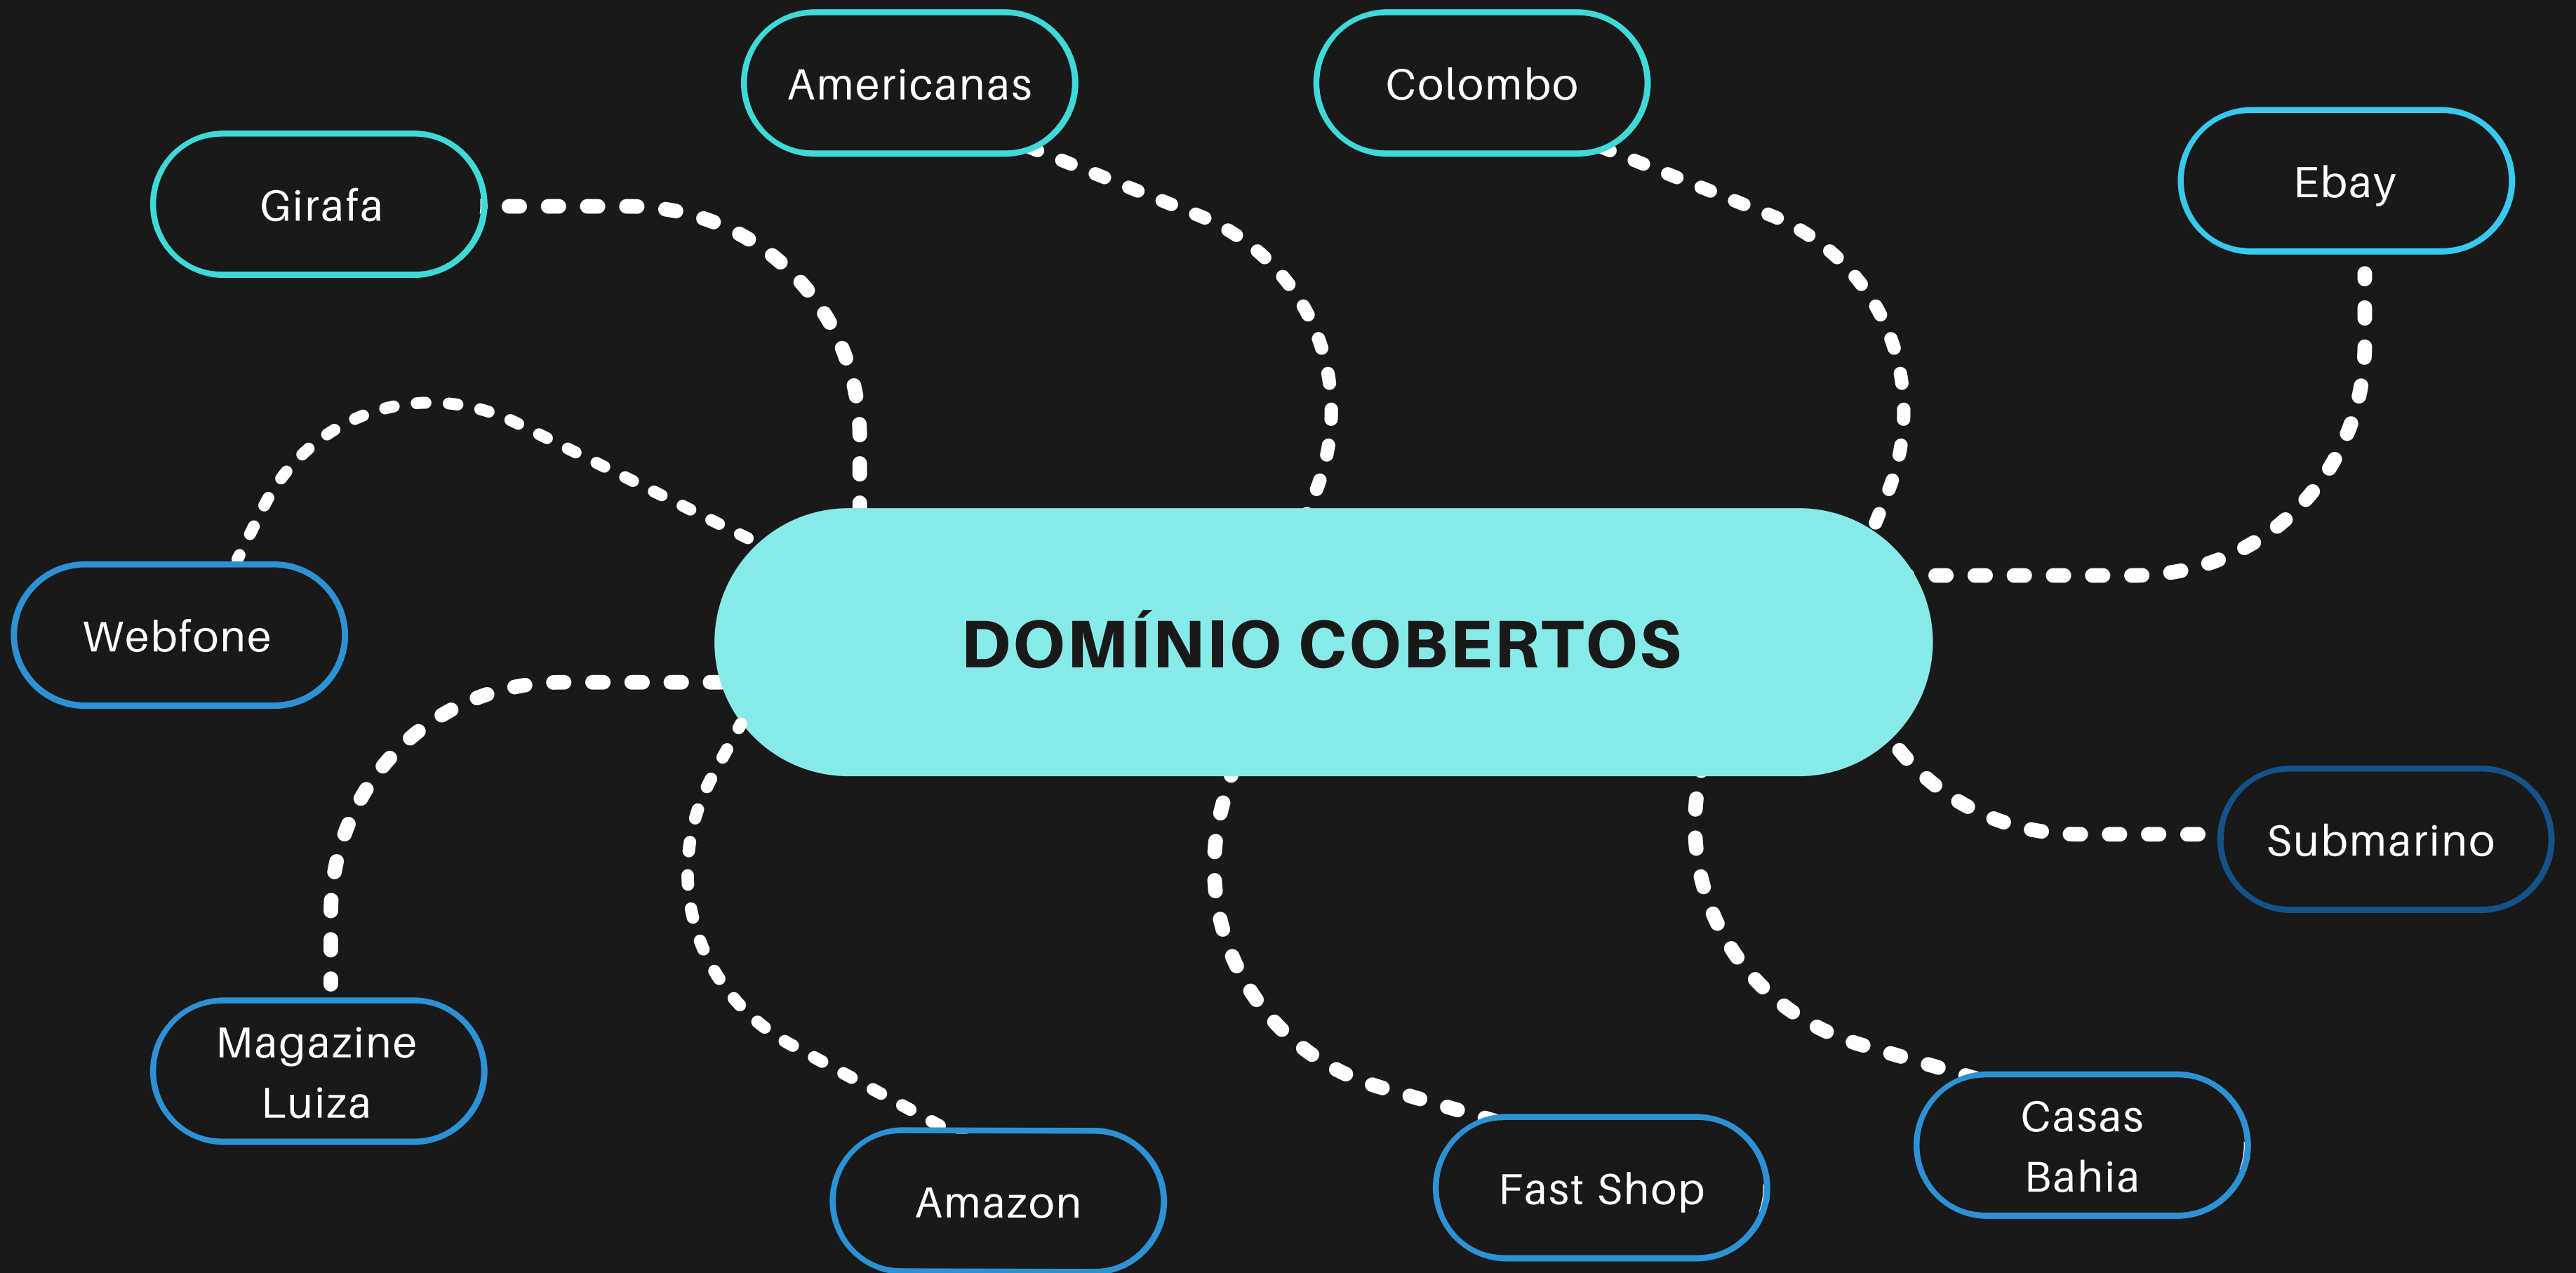 Americanas
Colombo
Ebay
Girafa
DOMÍNIO COBERTOS
Webfone
Submarino
Magazine
Luiza
Casas
Bahia
Fast Shop
Amazon